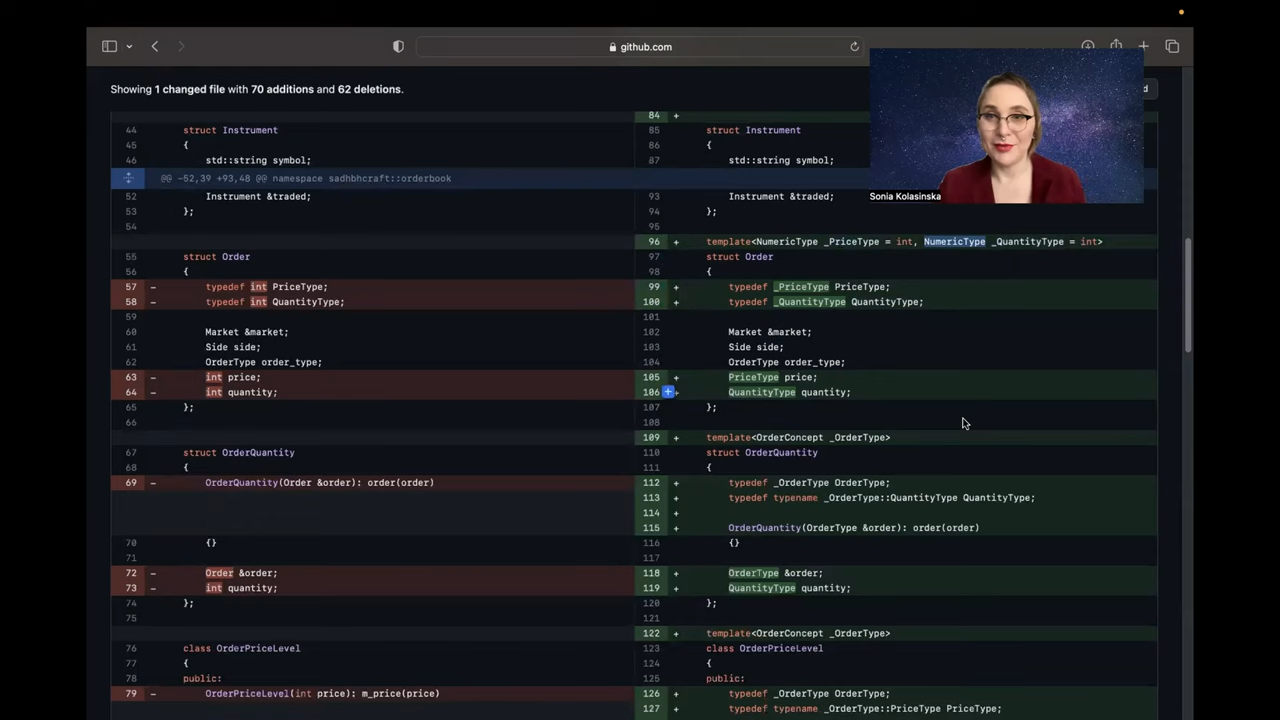 github.com
Showing 1 changed file with 70 additions and 62 deletions.
d
84 +
44 struct Instrument 85 struct Instrument
45 { 86 {
46 std::string symbol; 87 std::string symbol;
@@ -52,39 +93,48 @@ namespace sadhbhcraft::orderbook
Sonia Kolasinska
52 Instrument &traded; 93 Instrument &traded;
53 }; 94 };
54 95
96 + template<NumericType _PriceType = int, NumericType _QuantityType = int>
55 struct Order 97 struct Order
56 { 98 {
57 - typedef int PriceType; 99 + typedef _PriceType PriceType;
58 - typedef int QuantityType; 100 + typedef _QuantityType QuantityType;
59 101
60 Market &market; 102 Market &market;
61 Side side; 103 Side side;
62 OrderType order_type; 104 OrderType order_type;
63 - int price; 105 + PriceType price;
64 - int quantity; 106 + QuantityType quantity;
65 }; 107 };
66 108
109 + template<OrderConcept _OrderType>
67 struct OrderQuantity 110 struct OrderQuantity
68 { 111 {
69 - OrderQuantity(Order &order): order(order) 112 + typedef _OrderType OrderType;
113 + typedef typename _OrderType::QuantityType QuantityType;
114 +
115 + OrderQuantity(OrderType &order): order(order)
70 {} 116 {}
71 117
72 - Order &order; 118 + OrderType &order;
73 - int quantity; 119 + QuantityType quantity;
74 }; 120 };
75 121
122 + template<OrderConcept _OrderType>
76 class OrderPriceLevel 123 class OrderPriceLevel
77 { 124 {
78 public: 125 public:
79 - OrderPriceLevel(int price): m_price(price) 126 + typedef _OrderType OrderType;
127 + typedef typename _OrderType::PriceType PriceType;